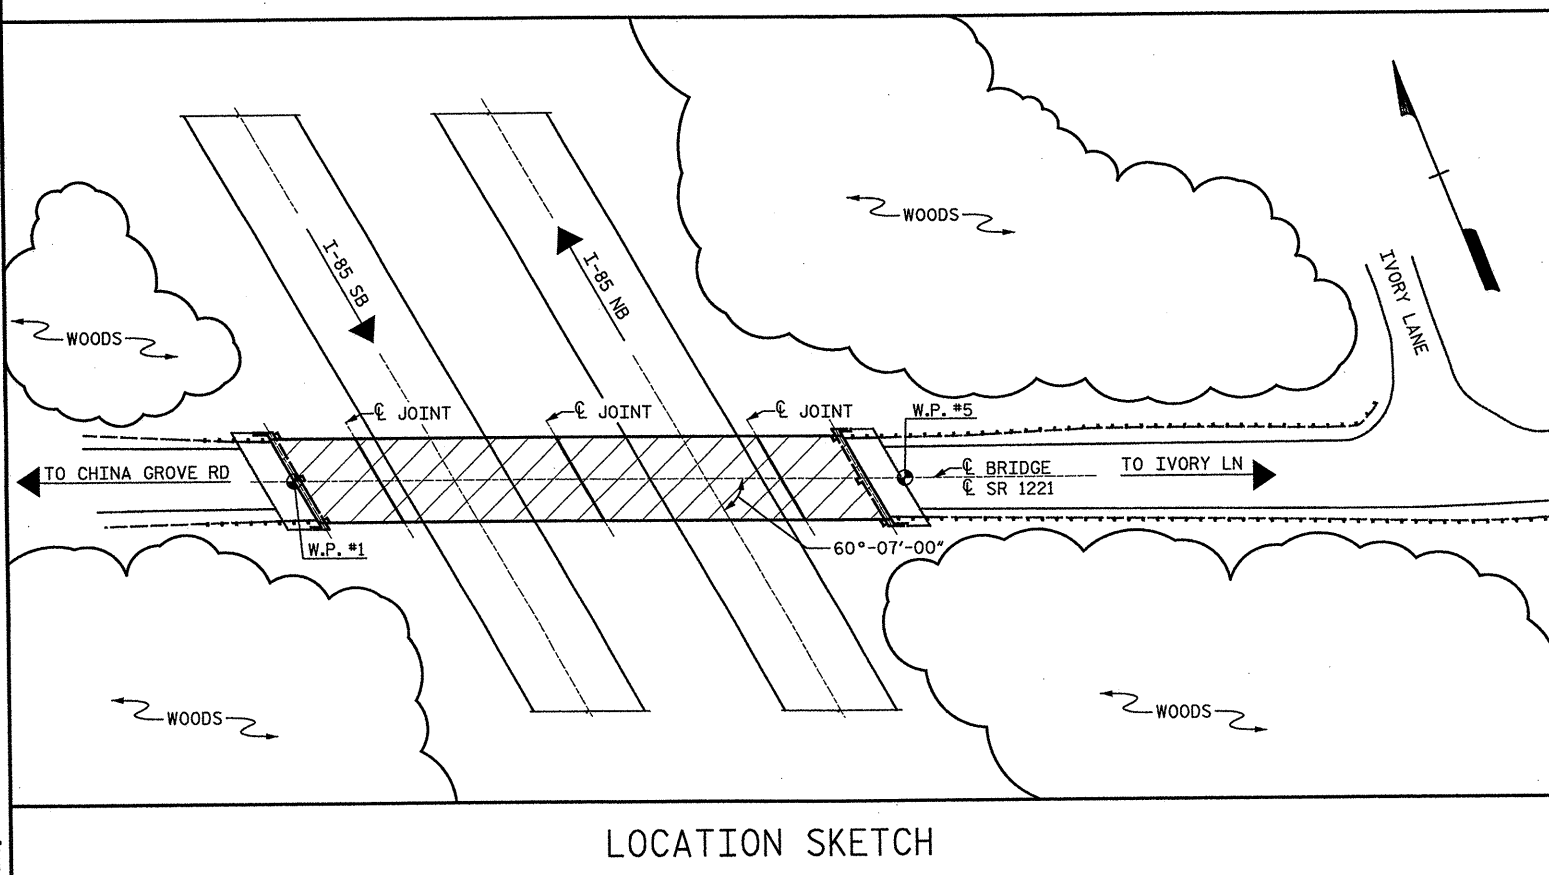 WOODS
IVORY LANE
I-85 SB
I-85 NB
WOODS
℄ JOINT
℄ JOINT
℄ JOINT
W.P. #5
TO CHINA GROVE RD
℄ BRIDGE
℄ SR 1221
TO IVORY LN
W.P. #1
60°-07'-00"
WOODS
WOODS
LOCATION SKETCH